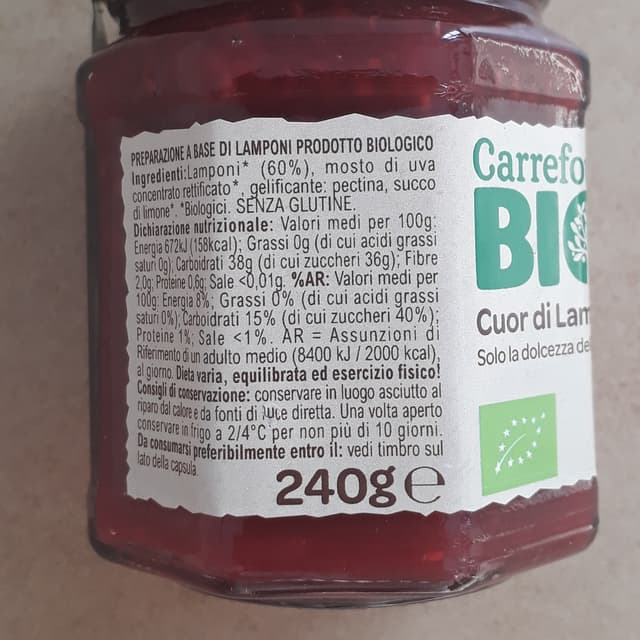 PREPARAZIONE A BASE DI LAMPONI PRODOTTO BIOLOGICO
Ingredienti: Lamponi* (60%), mosto di uva
concentrato rettificato*, gelificante: pectina, succo
di limone*. *Biologici. SENZA GLUTINE.
Dichiarazione nutrizionale: Valori medi per 100g:
Energia 672kJ (158kcal); Grassi 0g (di cui acidi grassi
saturi 0g); Carboidrati 38g (di cui zuccheri 36g); Fibre
2,0g; Proteine 0,6g; Sale <0,01g. %AR: Valori medi per
100g: Energia 8%; Grassi 0% (di cui acidi grassi
saturi 0%); Carboidrati 15% (di cui zuccheri 40%);
Proteine 1%; Sale <1%. AR = Assunzioni di
Riferimento di un adulto medio (8400 kJ / 2000 kcal),
al giorno. Dieta varia, equilibrata ed esercizio fisico!
Consigli di conservazione: conservare in luogo asciutto al
riparo dal calore e da fonti di luce diretta. Una volta aperto
conservare in frigo a 2/4°C per non più di 10 giorni.
Da consumarsi preferibilmente entro il: vedi timbro sul
lato della capsula.
240g e
Carrefo
BIO
Cuor di Lam
Solo la dolcezza de